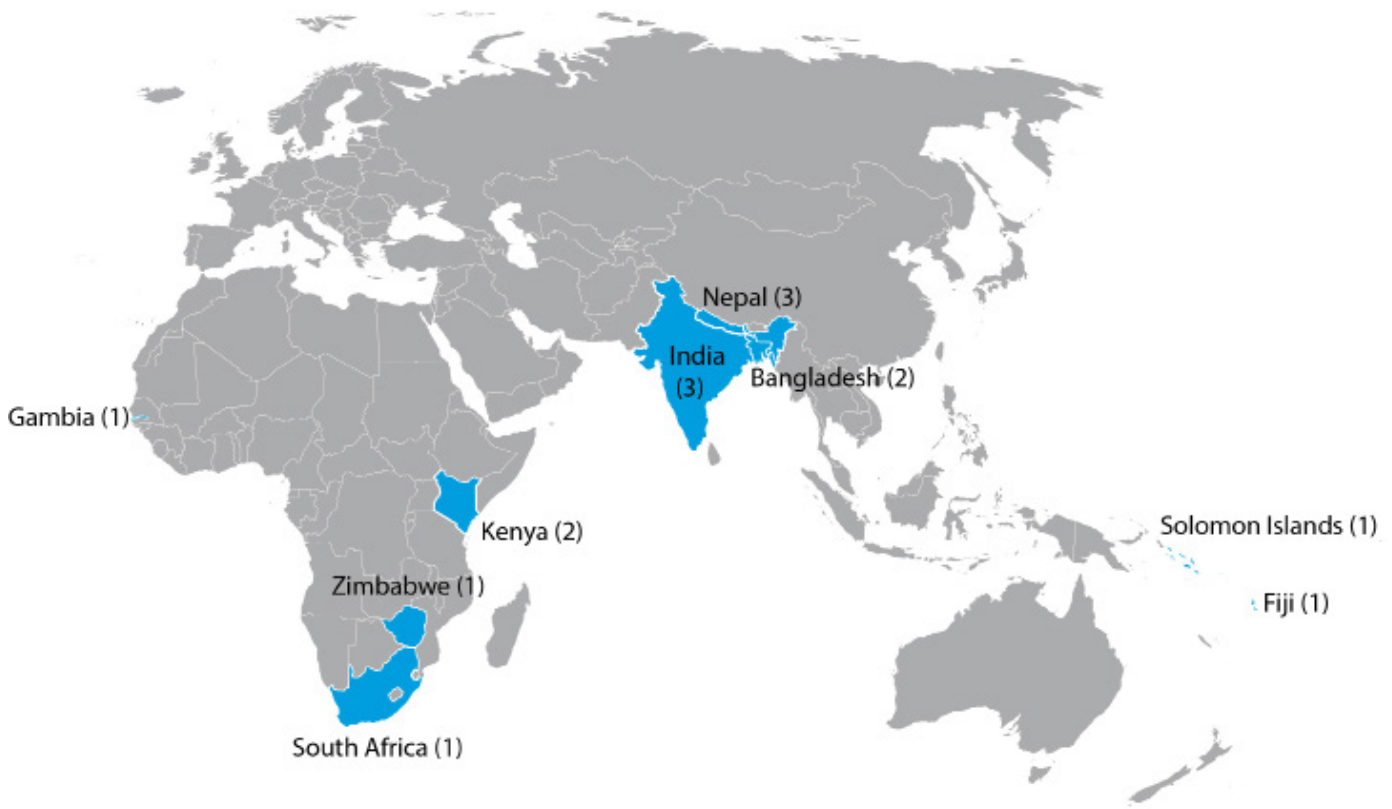 Nepal (3)
India
(3)
Bangladesh (2)
Gambia (1)
Kenya (2)
Solomon Islands (1)
Zimbabwe (1)
Fiji (1)
South Africa (1)